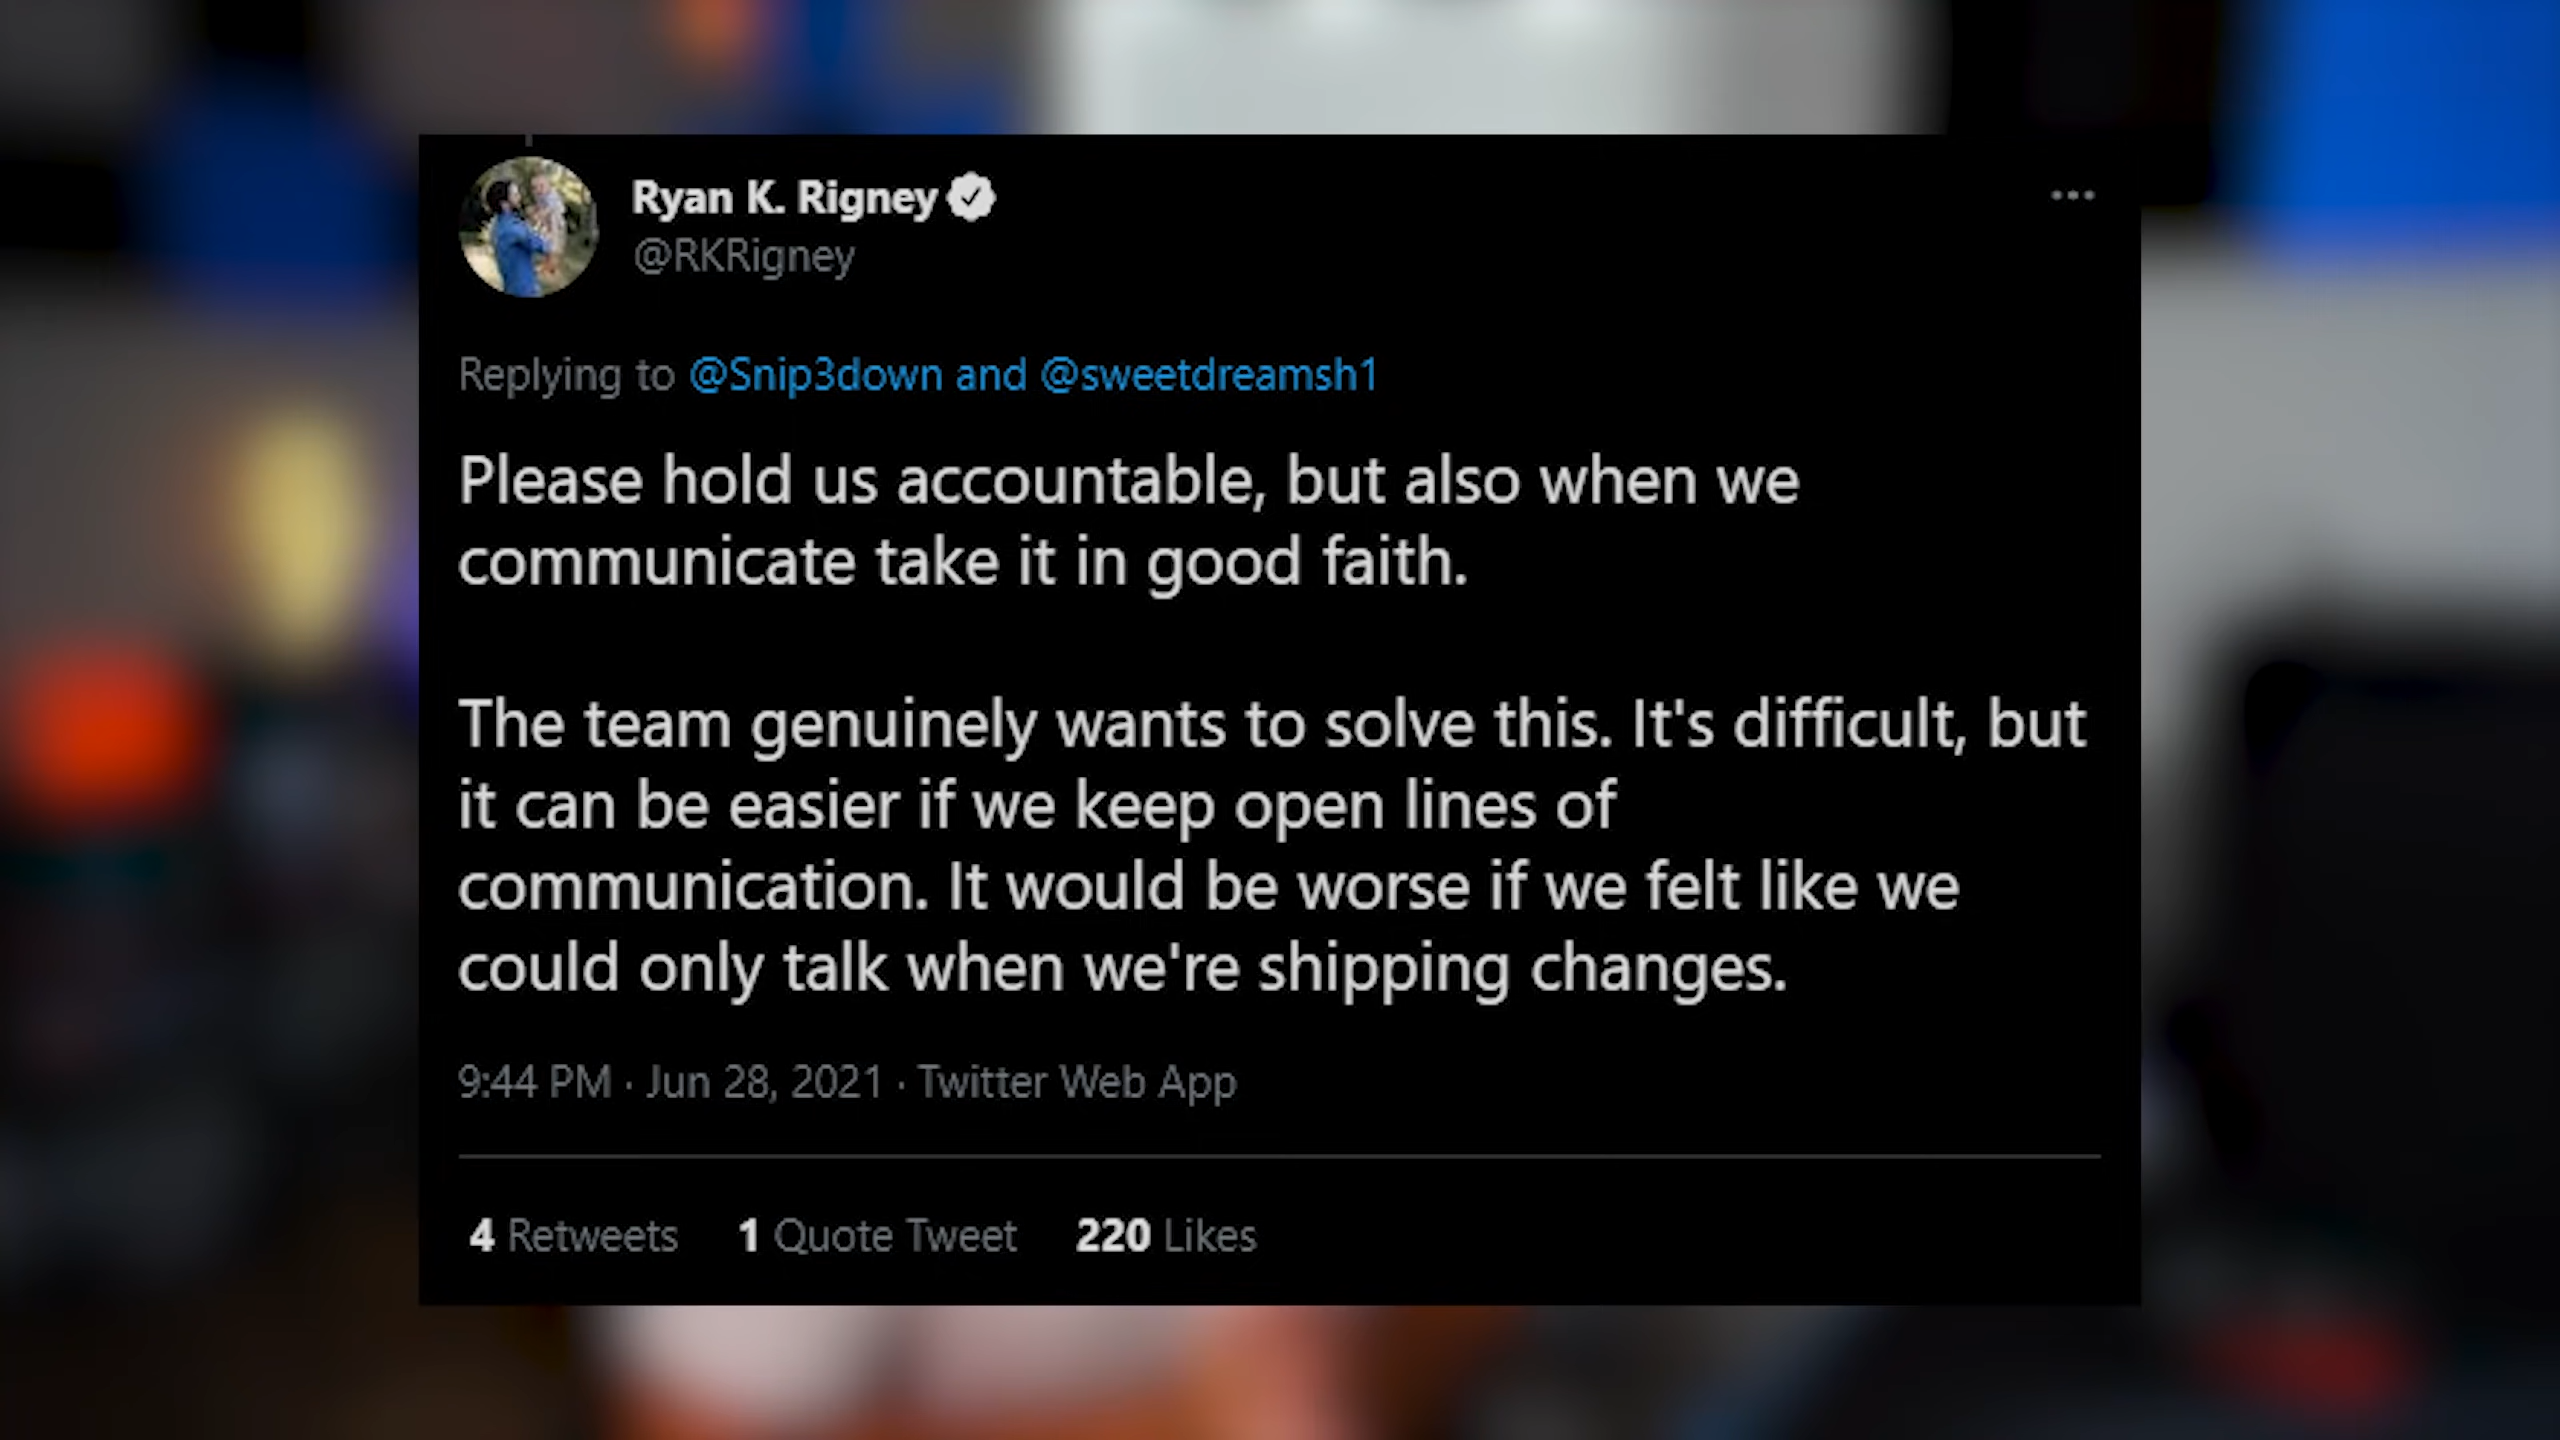 Ryan K. Rigney
@RKRigney
Replying to @Snip3down and @sweetdreamsh1
Please hold us accountable, but also when we
communicate take it in good faith.
The team genuinely wants to solve this. It's difficult, but
it can be easier if we keep open lines of
communication. It would be worse if we felt like we
could only talk when we're shipping changes.
9:44 PM · Jun 28, 2021 · Twitter Web App
4 Retweets 1 Quote Tweet 220 Likes